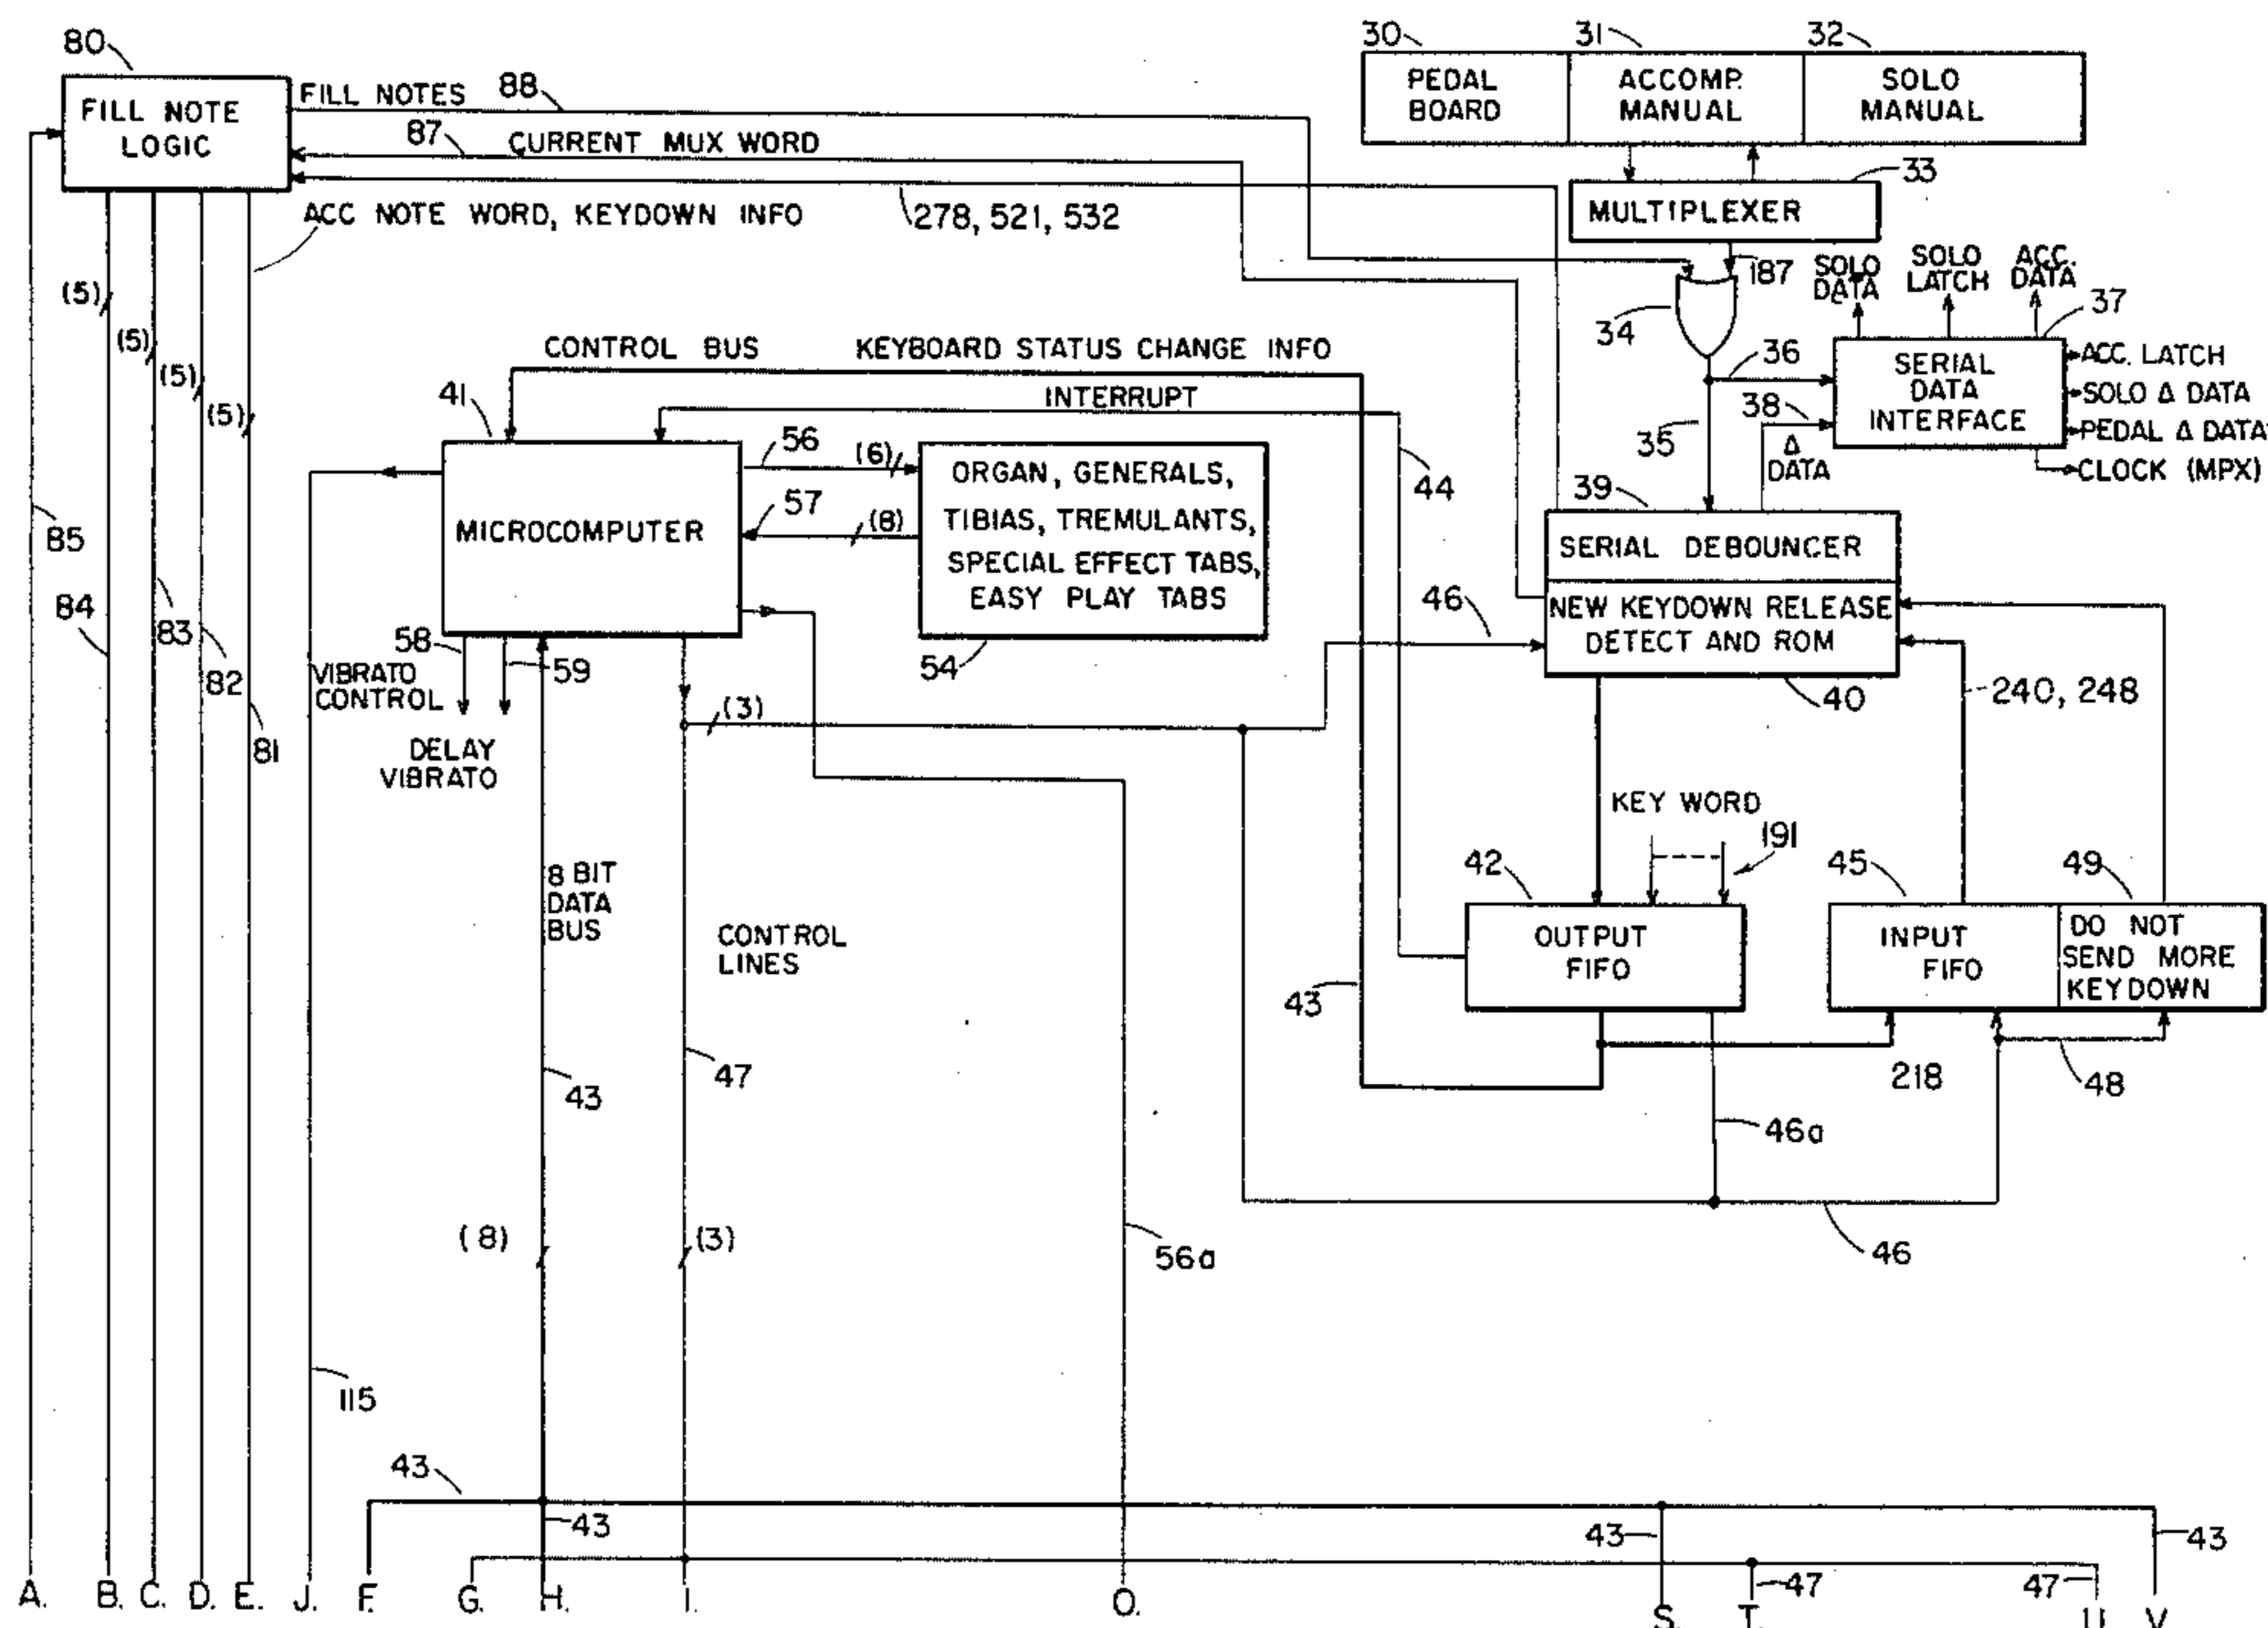 80
FILL NOTE
LOGIC
FILL NOTES
88
87
CURRENT MUX WORD
ACC NOTE WORD, KEYDOWN INFO
278, 521, 532
30
31
32
PEDAL
BOARD
ACCOMP.
MANUAL
SOLO
MANUAL
33
MULTIPLEXER
187
34
SOLO
DATA
SOLO
LATCH
ACC.
DATA
37
36
35
38
Δ
DATA
SERIAL
DATA
INTERFACE
ACC. LATCH
SOLO Δ DATA
PEDAL Δ DATA
CLOCK (MPX)
(5)
(5)
(5)
(5)
CONTROL BUS
KEYBOARD STATUS CHANGE INFO
INTERRUPT
41
MICROCOMPUTER
56
(6)
57
(8)
ORGAN, GENERALS,
TIBIAS, TREMULANTS,
SPECIAL EFFECT TABS,
EASY PLAY TABS
54
44
39
SERIAL DEBOUNCER
NEW KEYDOWN RELEASE
DETECT AND ROM
40
46
240, 248
85
84
83
82
81
58
59
VIBRATO
CONTROL
DELAY
VIBRATO
(3)
8 BIT
DATA
BUS
CONTROL
LINES
KEY WORD
191
42
OUTPUT
FIFO
45
INPUT
FIFO
49
DO NOT
SEND MORE
KEYDOWN
43
43
47
218
48
46a
46
(8)
(3)
56a
115
43
43
43
43
47
47
A.
B.
C.
D.
E.
J.
F.
G.
H.
I.
O.
S.
T.
U
V